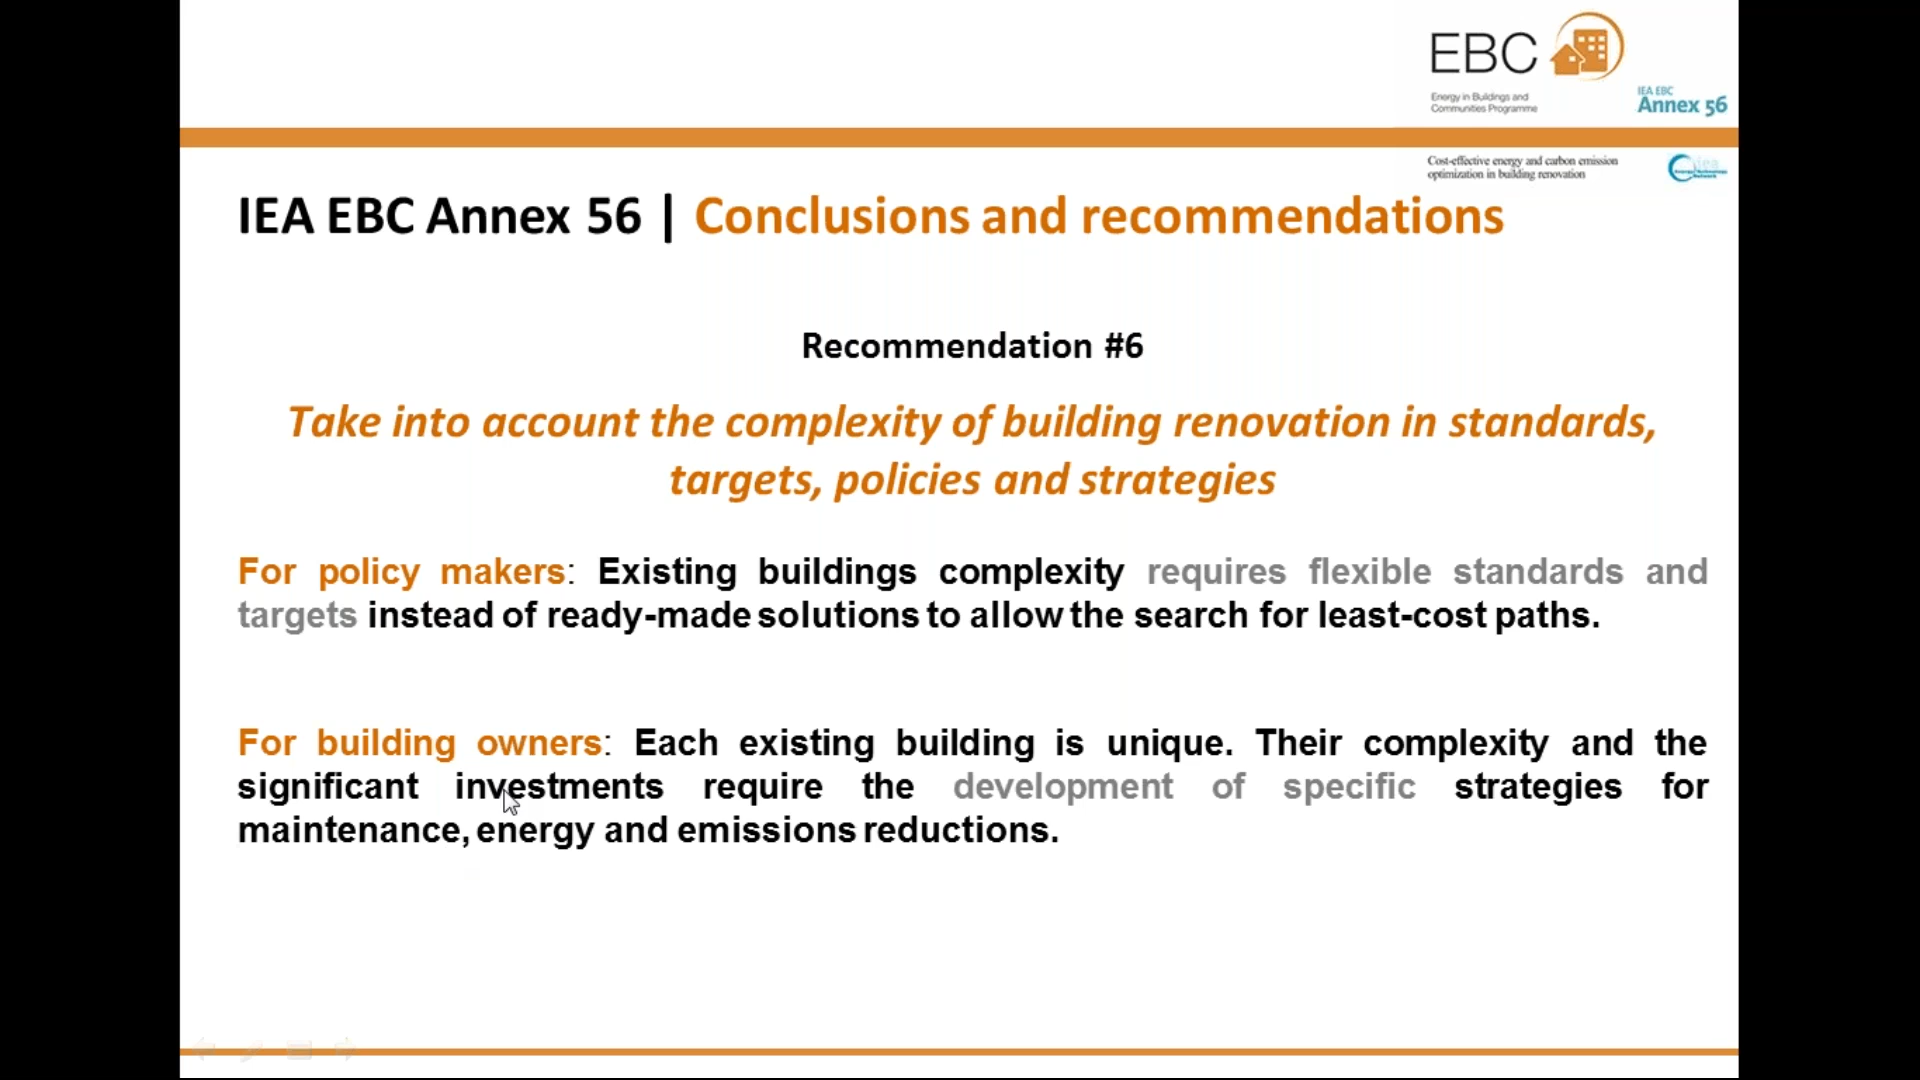 EBC
Energy in Buildings and
Communities Programme
IEA EBC
Annex 56
Cost-effective energy and carbon emission
optimization in building renovation
IEA EBC Annex 56 | Conclusions and recommendations
Recommendation #6
Take into account the complexity of building renovation in standards,
targets, policies and strategies
For policy makers: Existing buildings complexity requires flexible standards and
targets instead of ready-made solutions to allow the search for least-cost paths.
For building owners: Each existing building is unique. Their complexity and the
significant investments require the development of specific strategies for
maintenance, energy and emissions reductions.